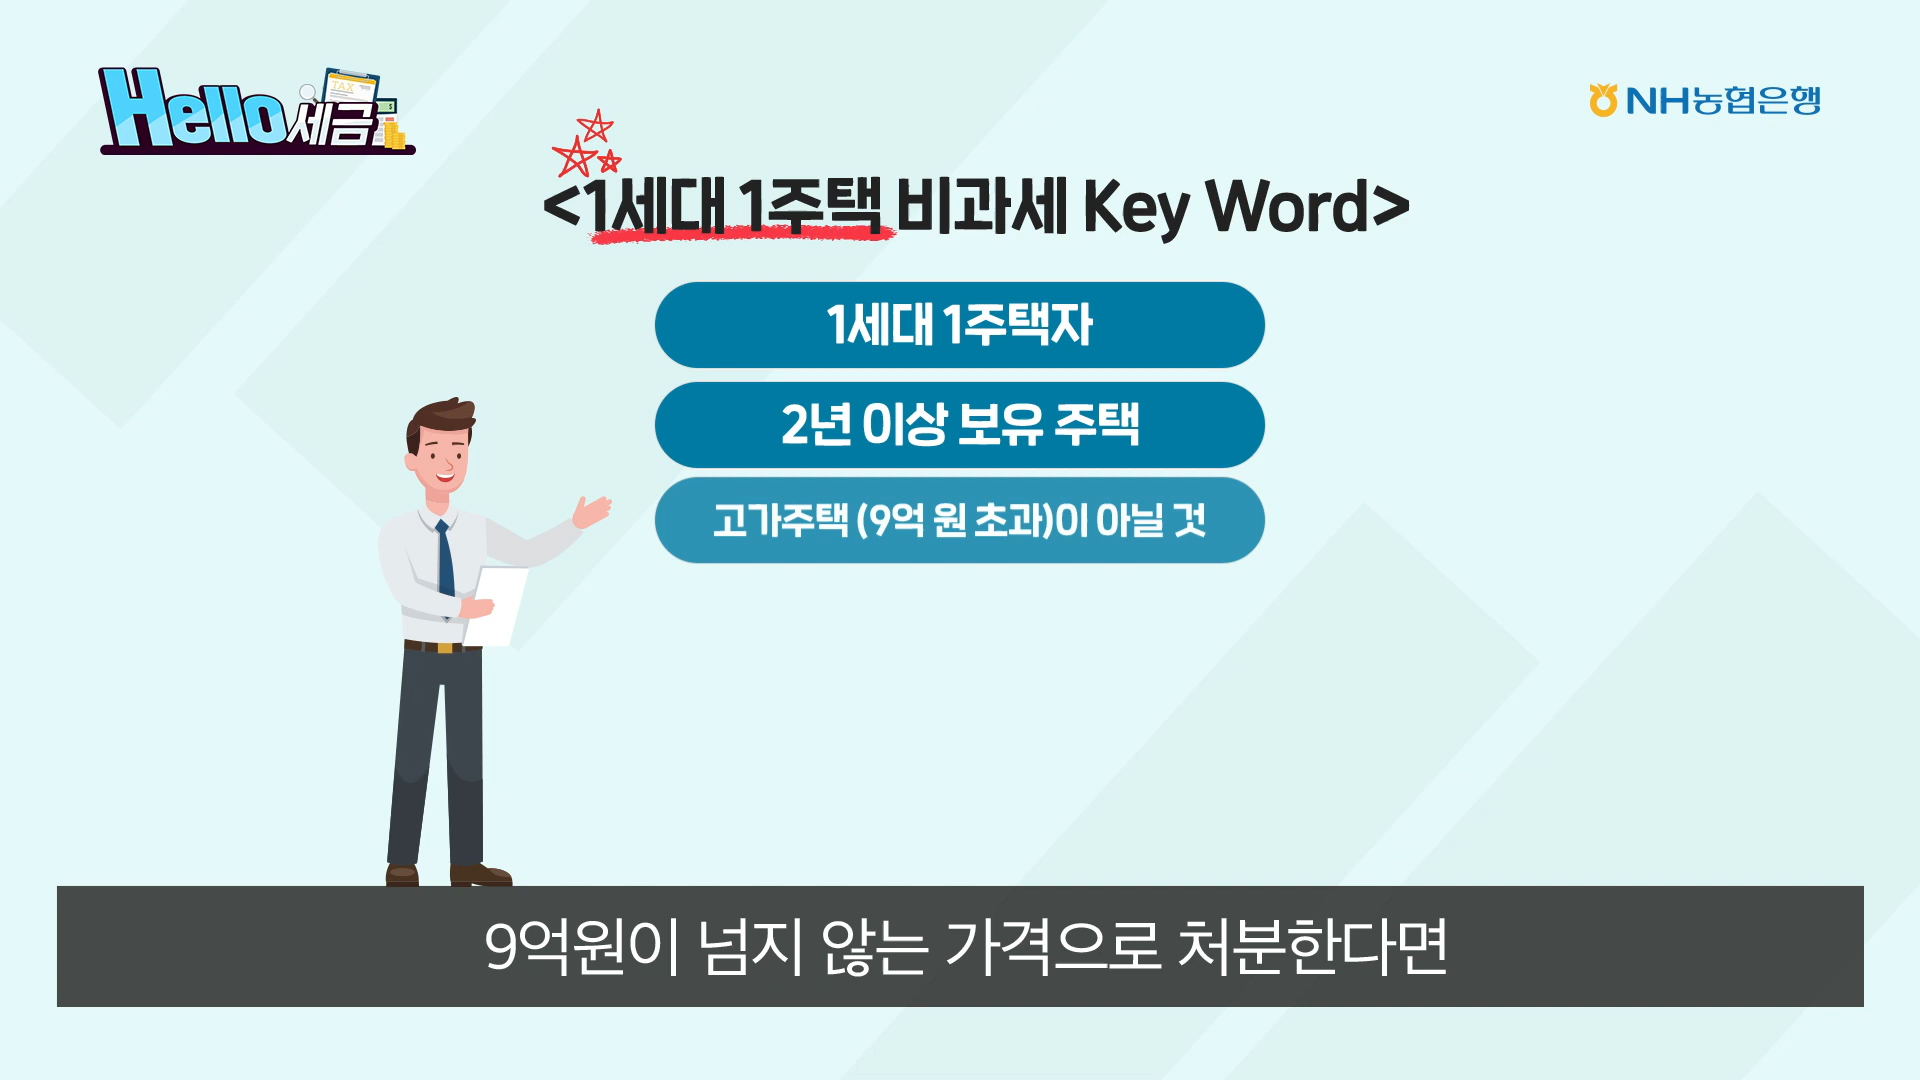 Hello세금
TAX
NH농협은행
<1세대 1주택 비과세 Key Word>
1세대 1주택자
2년 이상 보유 주택
고가주택 (9억 원 초과)이 아닐 것
9억원이 넘지 않는 가격으로 처분한다면